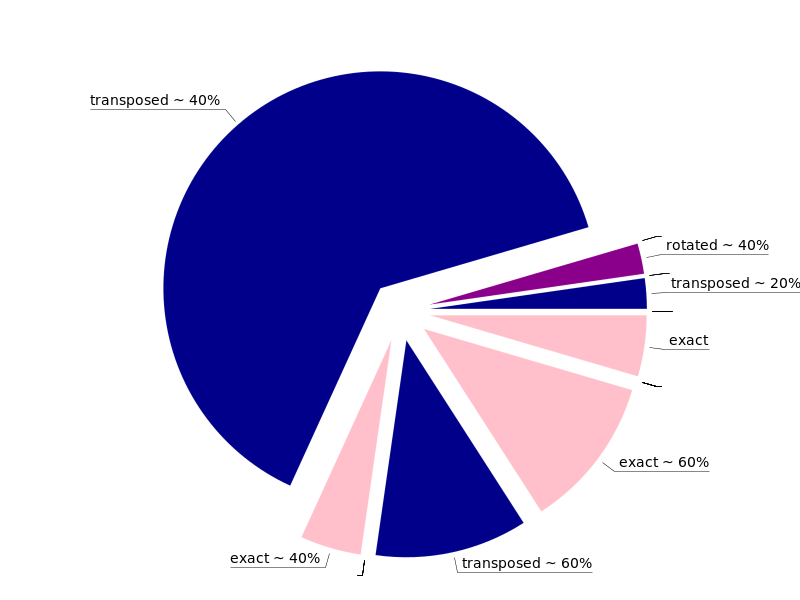 transposed ~ 40%
rotated ~ 40%
transposed ~ 20%
exact
exact ~ 60%
exact ~ 40%
transposed ~ 60%